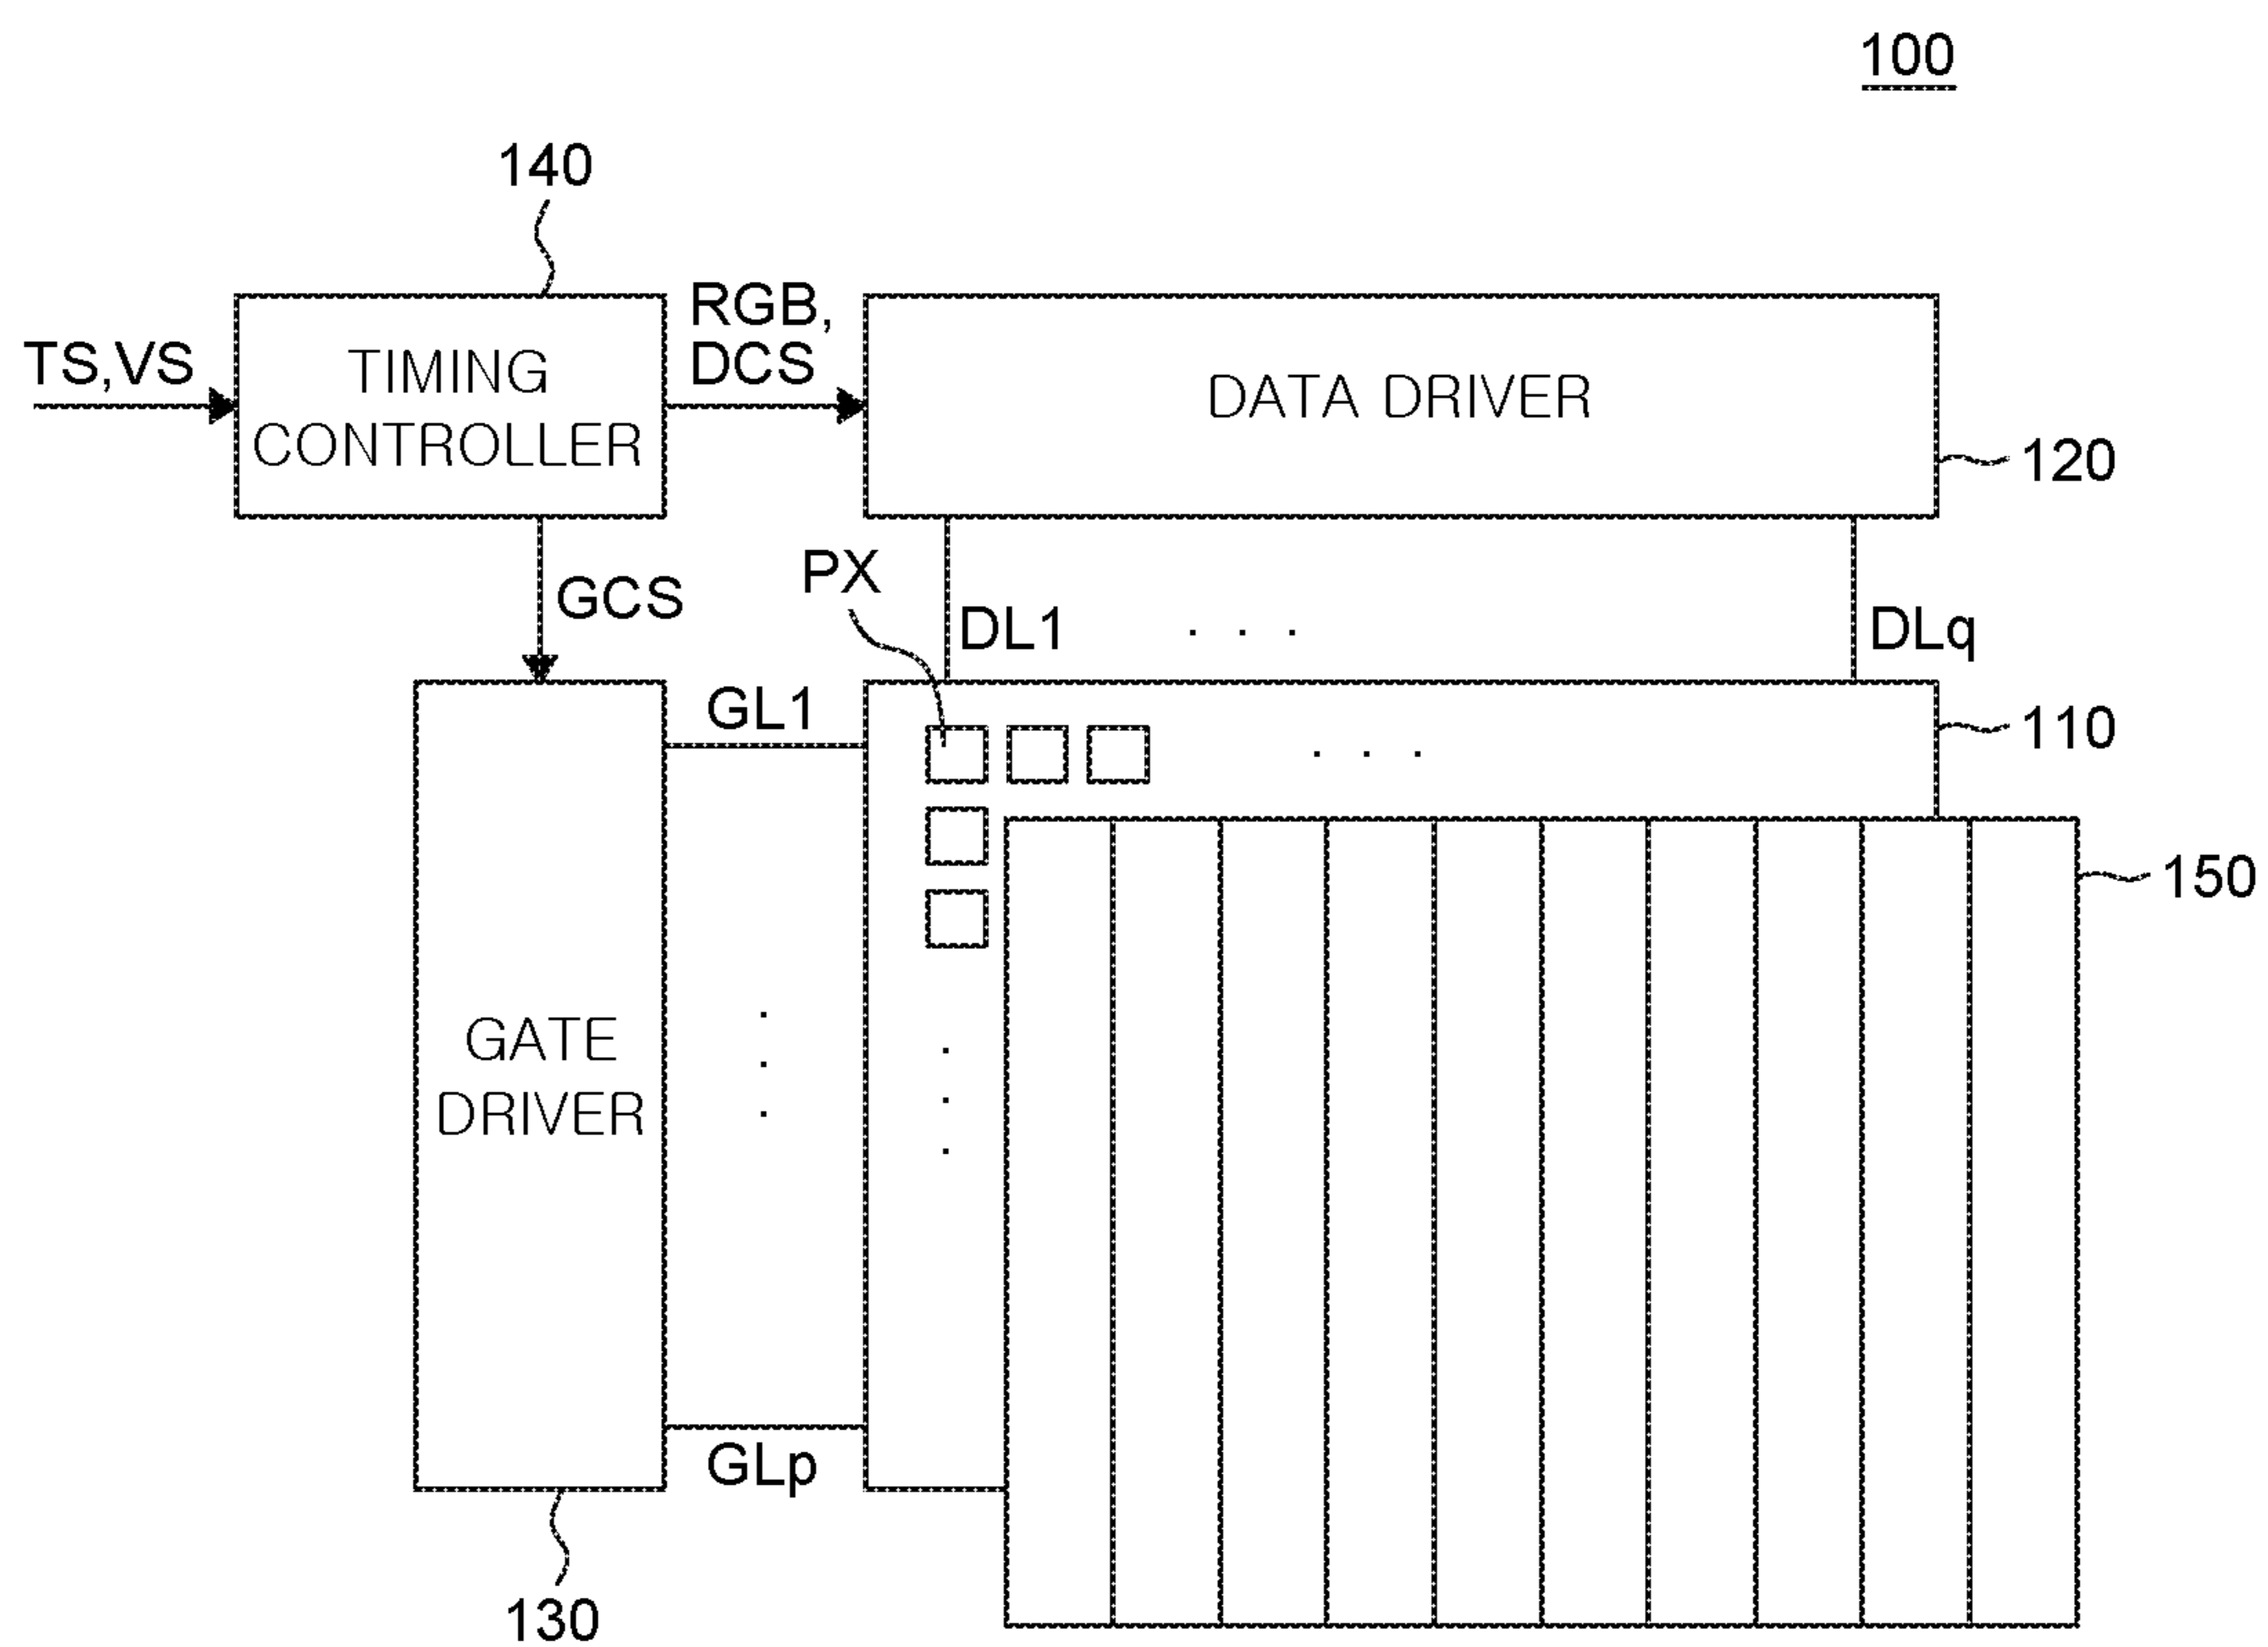 100
140
RGB,
TS,VS
TIMING
CONTROLLER
DCS
DATA DRIVER
120
PX
GCS
DL1
. . .
DLq
GL1
110
. . .
150
GATE
DRIVER
GLp
130